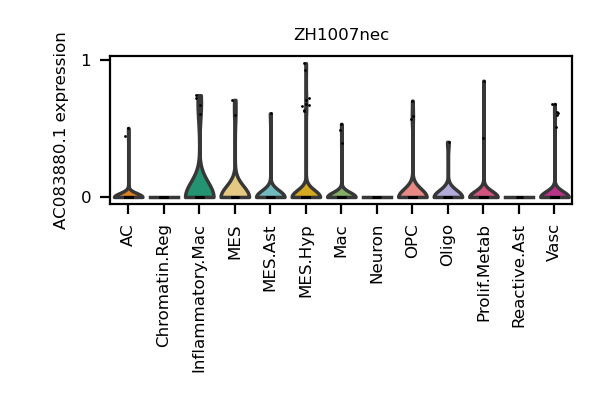 ZH1007nec
AC083880.1 expression
1
0
AC
Chromatin.Reg
Inflammatory.Mac
MES
MES.Ast
MES.Hyp
Mac
Neuron
OPC
Oligo
Prolif.Metab
Reactive.Ast
Vasc